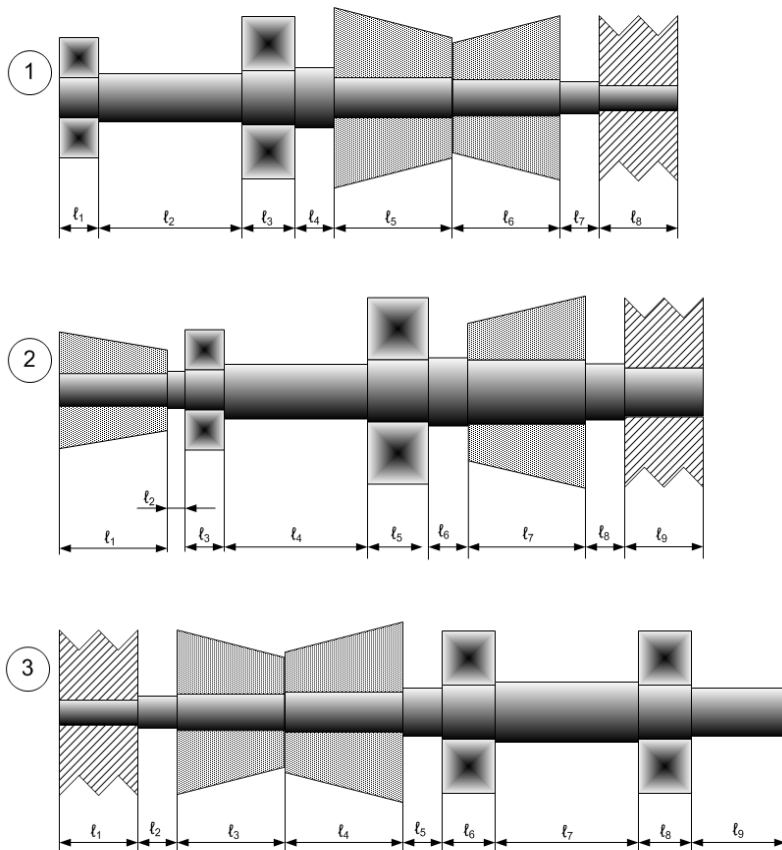 1
ℓ₁ ℓ₂ ℓ₃ ℓ₄ ℓ₅ ℓ₆ ℓ₇ ℓ₈
2
ℓ₁ ℓ₂ ℓ₃ ℓ₄ ℓ₅ ℓ₆ ℓ₇ ℓ₈ ℓ₉
3
ℓ₁ ℓ₂ ℓ₃ ℓ₄ ℓ₅ ℓ₆ ℓ₇ ℓ₈ ℓ₉